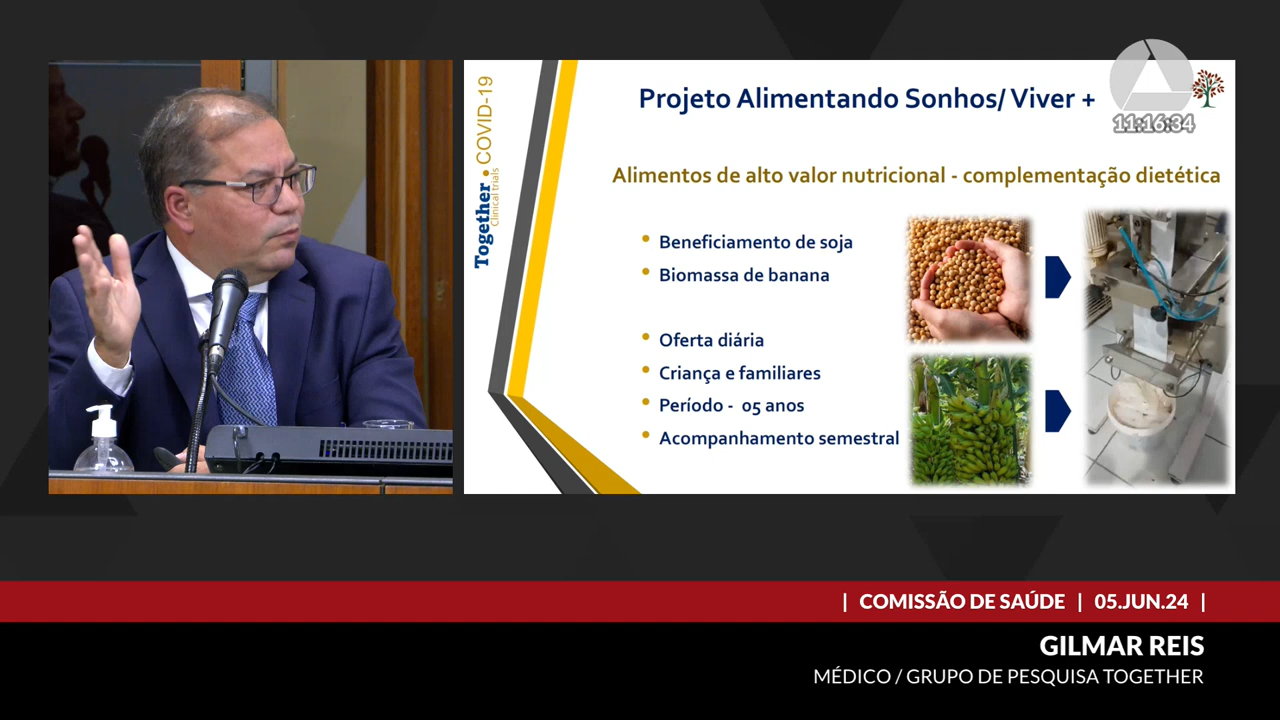 Together Clinical trials • COVID-19
Projeto Alimentando Sonhos/ Viver +
11:16:34
Alimentos de alto valor nutricional - complementação dietética
• Beneficiamento de soja
• Biomassa de banana
• Oferta diária
• Criança e familiares
• Período - 05 anos
• Acompanhamento semestral
| COMISSÃO DE SAÚDE | 05.JUN.24 |
GILMAR REIS
MÉDICO / GRUPO DE PESQUISA TOGETHER